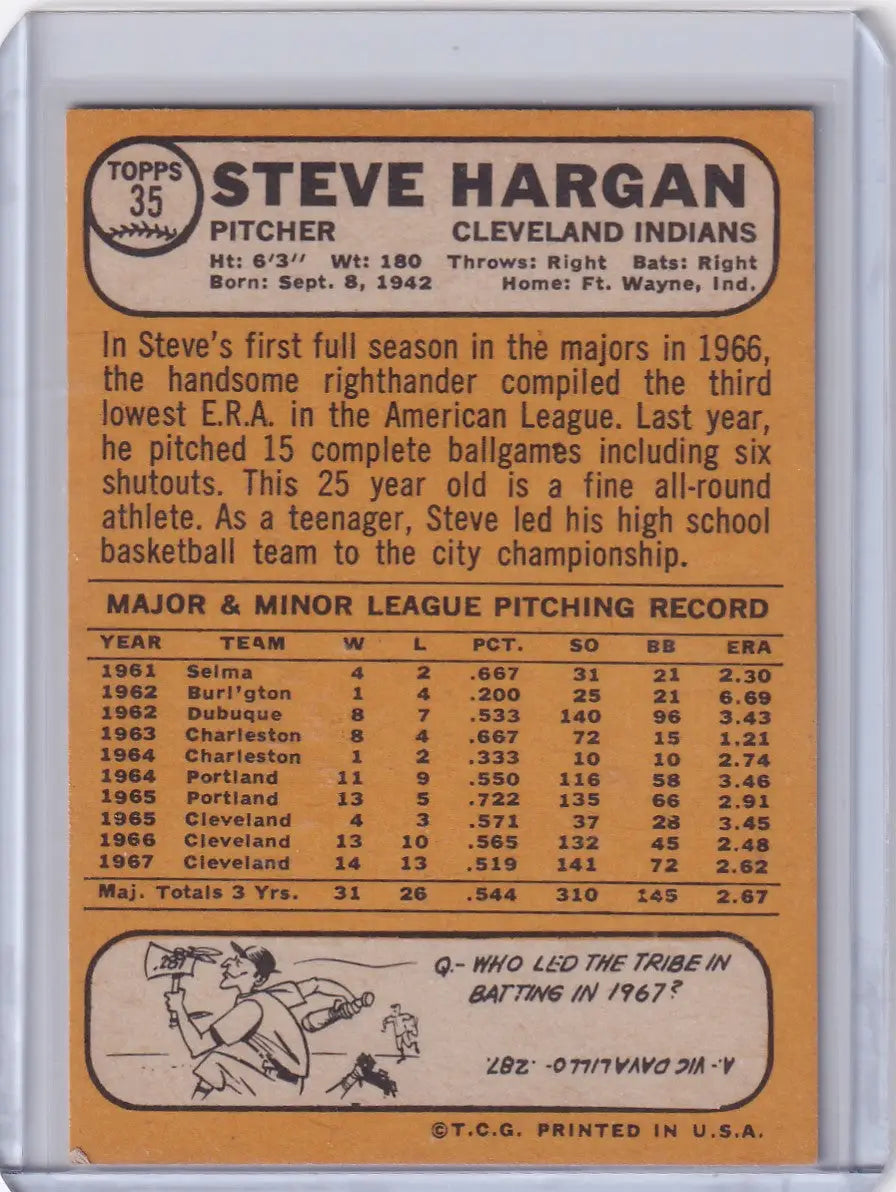 TOPPS
35
STEVE HARGAN
PITCHER CLEVELAND INDIANS
Ht: 6'3" Wt: 180 Throws: Right Bats: Right
Born: Sept. 8, 1942 Home: Ft. Wayne, Ind.
In Steve's first full season in the majors in 1966,
the handsome righthander compiled the third
lowest E.R.A. in the American League. Last year,
he pitched 15 complete ballgames including six
shutouts. This 25 year old is a fine all-round
athlete. As a teenager, Steve led his high school
basketball team to the city championship.
MAJOR & MINOR LEAGUE PITCHING RECORD
YEAR TEAM W L PCT. SO BB ERA
1961 Selma 4 2 .667 31 21 2.30
1962 Burl'gton 1 4 .200 25 21 6.69
1962 Dubuque 8 7 .533 140 96 3.43
1963 Charleston 8 4 .667 72 15 1.21
1964 Charleston 1 2 .333 10 10 2.74
1964 Portland 11 9 .550 116 58 3.46
1965 Portland 13 5 .722 135 66 2.91
1965 Cleveland 4 3 .571 37 28 3.45
1966 Cleveland 13 10 .565 132 45 2.48
1967 Cleveland 14 13 .519 141 72 2.62
Maj. Totals 3 Yrs. 31 26 .544 310 145 2.67
.287
Q.- WHO LED THE TRIBE IN
BATTING IN 1967?
A. - VIC DAVALILLO - .287.
©T.C.G. PRINTED IN U.S.A.